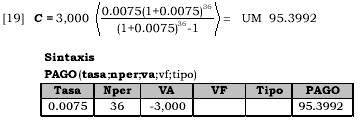 [19] C = 3,000 ⟨0.0075(1+0.0075)^36 / (1+0.0075)^36-1⟩ = UM 95.3992
Sintaxis
PAGO(tasa;nper;va;vf;tipo)
Tasa Nper VA VF Tipo PAGO
0.0075 36 -3,000 95.3992